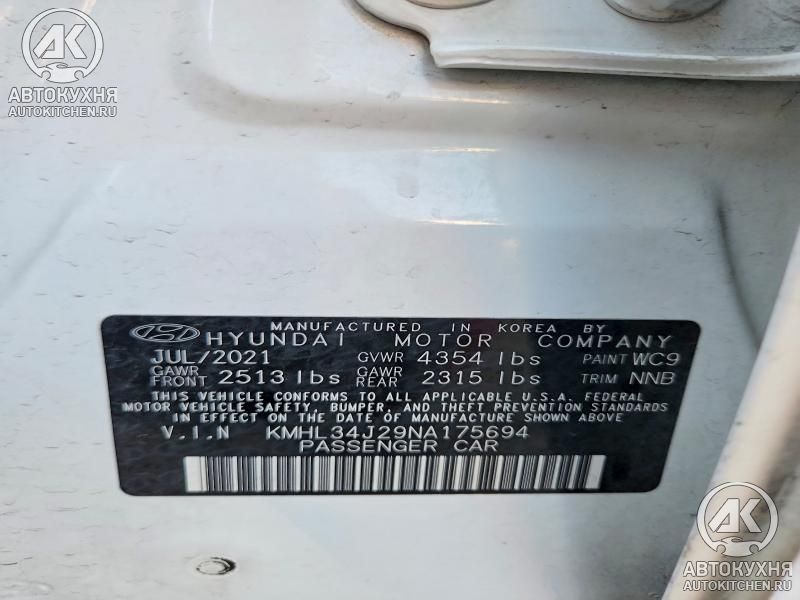 АК
АВТОКУХНЯ
AUTOKITCHEN.RU
MANUFACTURED IN KOREA BY
HYUNDAI MOTOR COMPANY
JUL/2021 GVWR 4354 lbs PAINT WC9
GAWR FRONT 2513 lbs GAWR REAR 2315 lbs TRIM NNB
THIS VEHICLE CONFORMS TO ALL APPLICABLE U.S.A. FEDERAL
MOTOR VEHICLE SAFETY, BUMPER, AND THEFT PREVENTION STANDARDS
IN EFFECT ON THE DATE OF MANUFACTURE SHOWN ABOVE
V.I.N KMHL34J29NA175694
PASSENGER CAR
АК
АВТОКУХНЯ
AUTOKITCHEN.RU